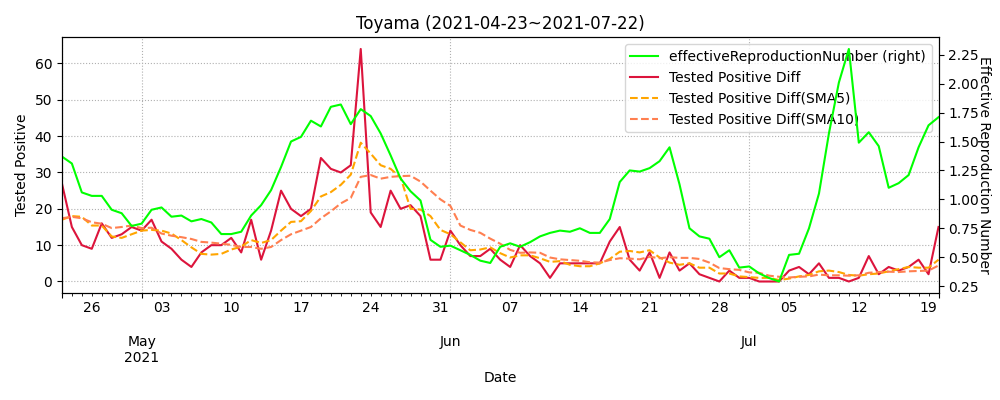 Toyama (2021-04-23~2021-07-22)
effectiveReproductionNumber (right)
Tested Positive Diff
Tested Positive Diff(SMA5)
Tested Positive Diff(SMA10)
Tested Positive
60
50
40
30
20
10
0
2.25
2.00
1.75
1.50
1.25
1.00
0.75
0.50
0.25
Effective Reproduction Number
26 03 10 17 24 31 07 14 21 28 05 12 19
May Jun Jul
2021
Date